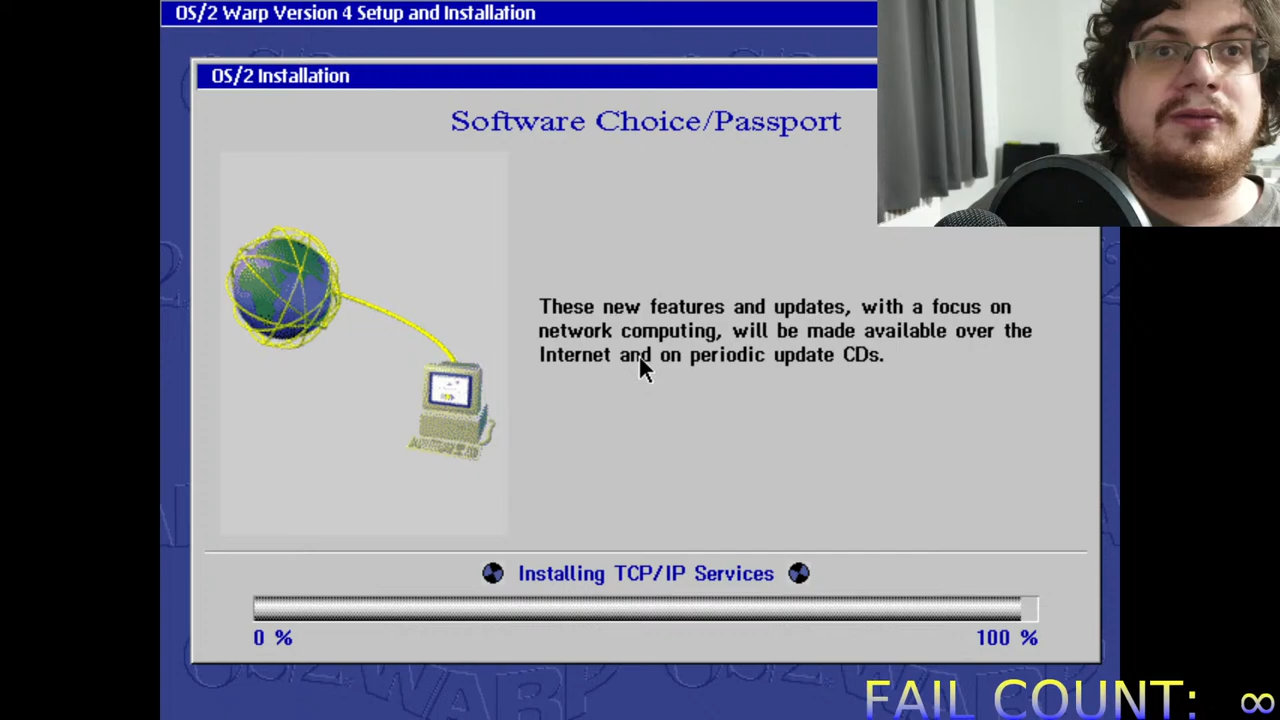 OS/2 Warp Version 4 Setup and Installation
OS/2 Installation
Software Choice/Passport
These new features and updates, with a focus on
network computing, will be made available over the
Internet and on periodic update CDs.
Installing TCP/IP Services
0 %
100 %
FAIL COUNT: ∞